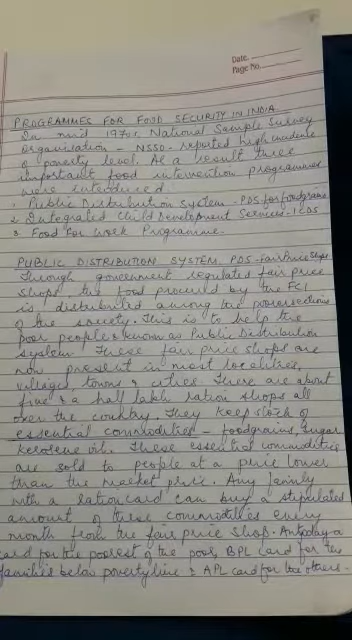 Date.
Page No.
PROGRAMMES FOR FOOD SECURITY IN INDIA
In mid 1970s National Sample Survey
Organisation - NSSO - reported high incidence
of poverty level. As a result three
important food intervention programmes
were introduced.
1. Public Distribution System - PDS for foodgrains
2. Integrated Child Development Services - ICDS
3. Food For Work Programme.
PUBLIC DISTRIBUTION SYSTEM PDS - Fair Price Shops
Through government regulated fair price
shops, the food procured by the FCI
is distributed among the poor sections
of the society. This is to help the
poor people & known as Public Distribution
System These fair price shops are
now present in most localities,
villages, towns & cities There are about
five & a half lakh ration shops all
over the country. They keep stock of
essential commodities - foodgrains, sugar
kerosene oil. These essential commodities
are sold to people at a price lower
than the market price. Any family
with a ration card can buy a stipulated
amount of these commodities every
month from the fair price shop. Antyodaya
card for the poorest of the poor, BPL card for the
families below poverty line & APL card for the others.